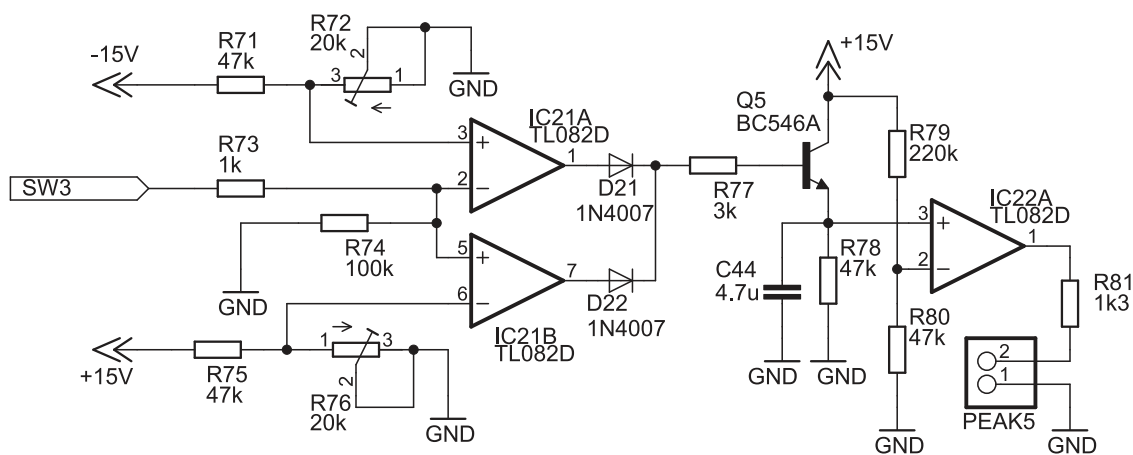 -15V
R71
47k
R72
20k
2
3
1
GND
R73
1k
SW3
R74
100k
GND
IC21A
TL082D
3
+
2
−
1
D21
1N4007
5
+
6
−
7
IC21B
TL082D
D22
1N4007
+15V
R75
47k
1
3
2
R76
20k
GND
R77
3k
Q5
BC546A
+15V
R79
220k
C44
4.7u
R78
47k
GND
GND
IC22A
TL082D
3
+
2
−
1
R80
47k
GND
R81
1k3
2
1
PEAK5
GND